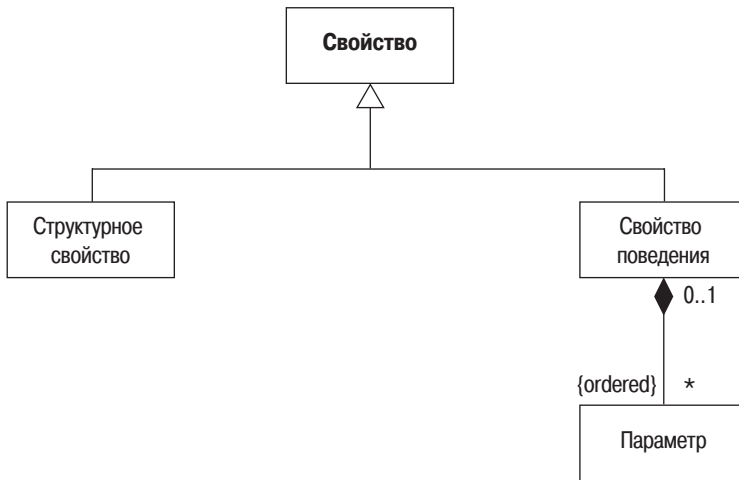 Свойство
Структурное
свойство
Свойство
поведения
0..1
{ordered} *
Параметр